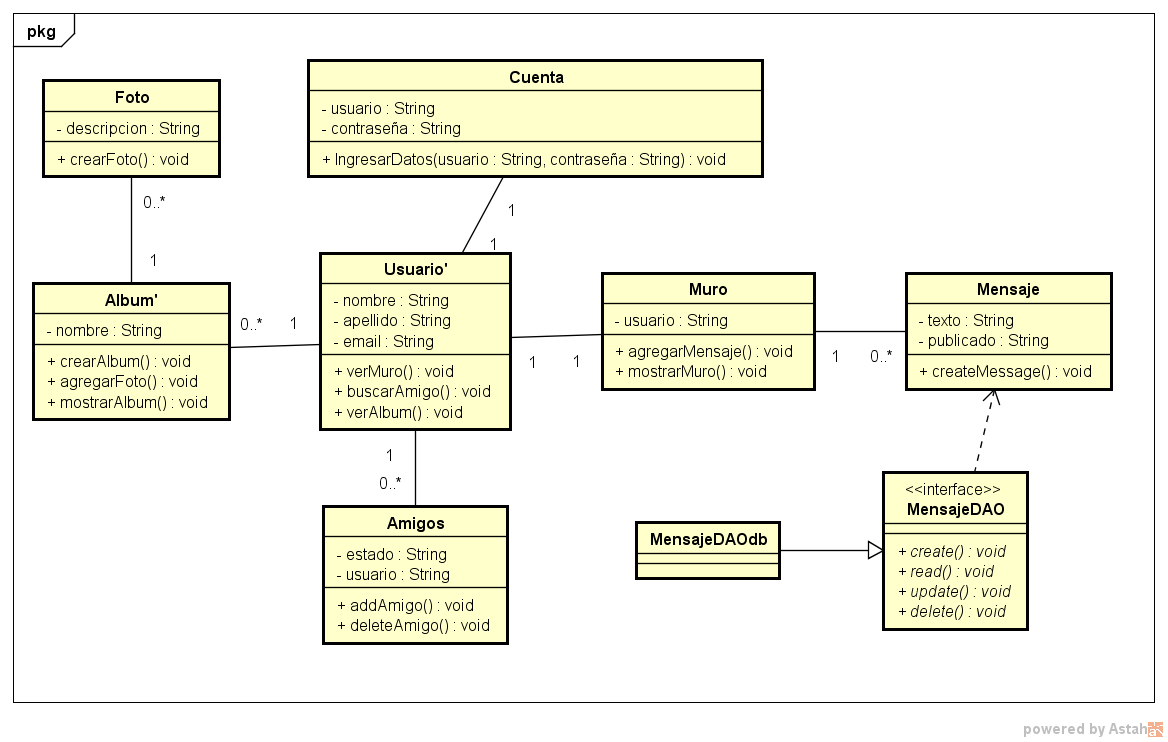 pkg
Foto
- descripcion : String
+ crearFoto() : void
Cuenta
- usuario : String
- contraseña : String
+ IngresarDatos(usuario : String, contraseña : String) : void
0..*
1
1
1
Album'
- nombre : String
+ crearAlbum() : void
+ agregarFoto() : void
+ mostrarAlbum() : void
0..*
1
Usuario'
- nombre : String
- apellido : String
- email : String
+ verMuro() : void
+ buscarAmigo() : void
+ verAlbum() : void
1
1
Muro
- usuario : String
+ agregarMensaje() : void
+ mostrarMuro() : void
1
0..*
Mensaje
- texto : String
- publicado : String
+ createMessage() : void
1
0..*
Amigos
- estado : String
- usuario : String
+ addAmigo() : void
+ deleteAmigo() : void
MensajeDAOdb
<<interface>>
MensajeDAO
+ create() : void
+ read() : void
+ update() : void
+ delete() : void
powered by Astah